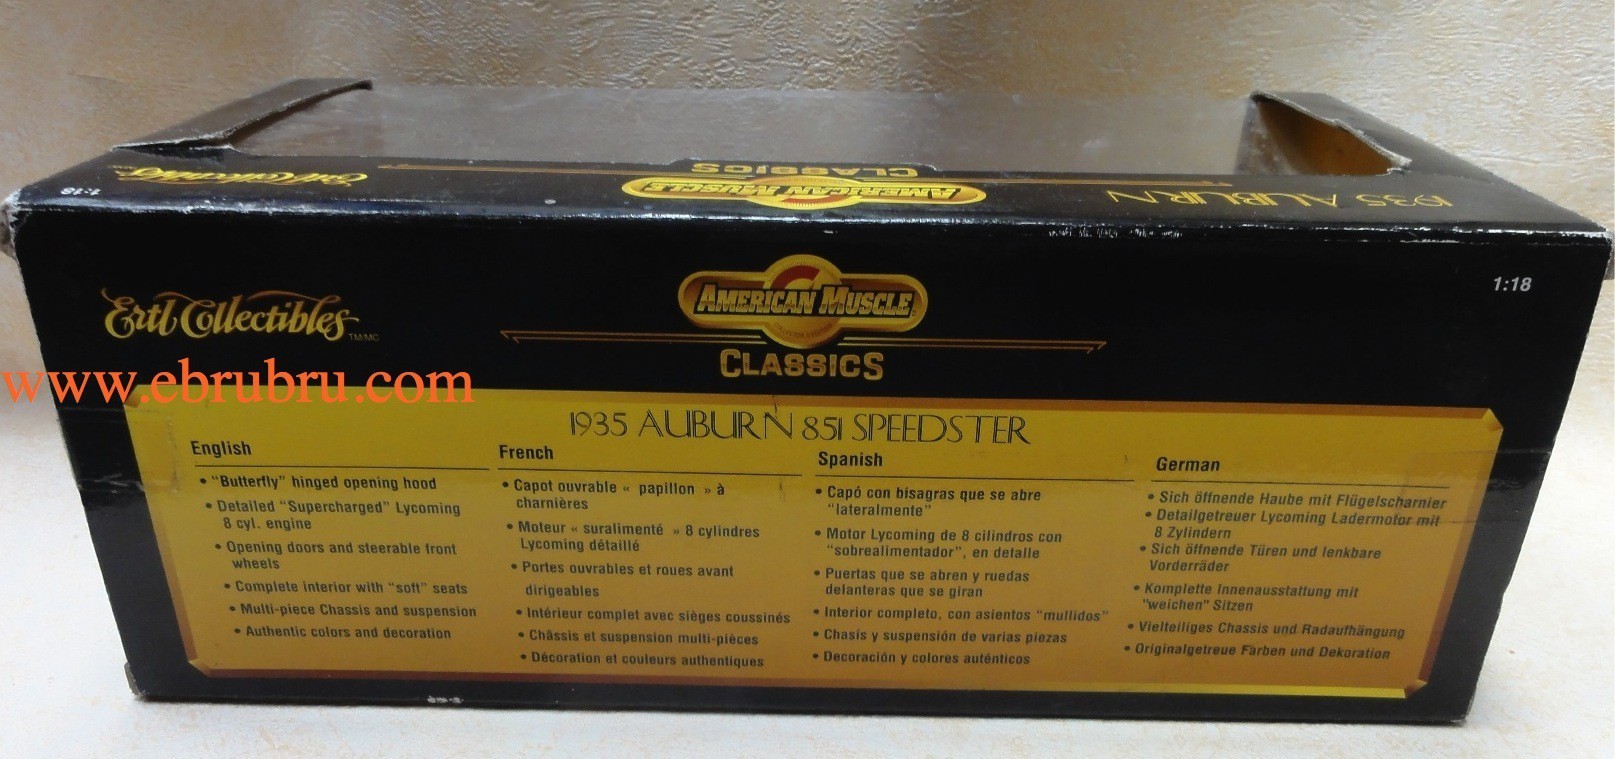 1:18
Ertl Collectibles
AMERICAN MUSCLE
CLASSICS
1935 AUBURN
Ertl Collectibles TM/MC
AMERICAN MUSCLE
CLASSICS
1:18
www.ebrubru.com
1935 AUBURN 851 SPEEDSTER
English
• "Butterfly" hinged opening hood
• Detailed "Supercharged" Lycoming
8 cyl. engine
• Opening doors and steerable front
wheels
• Complete interior with "soft" seats
• Multi-piece Chassis and suspension
• Authentic colors and decoration
French
• Capot ouvrable « papillon » à
charnières
• Moteur « suralimenté » 8 cylindres
Lycoming détaillé
• Portes ouvrables et roues avant
dirigeables
• Intérieur complet avec sièges coussinés
• Châssis et suspension multi-pièces
• Décoration et couleurs authentiques
Spanish
• Capó con bisagras que se abre
"lateralmente"
• Motor Lycoming de 8 cilindros con
"sobrealimentador", en detalle
• Puertas que se abren y ruedas
delanteras que se giran
• Interior completo, con asientos "mullidos"
• Chasís y suspensión de varias piezas
• Decoración y colores auténticos
German
• Sich öffnende Haube mit Flügelscharnier
• Detailgetreuer Lycoming Ladermotor mit
8 Zylindern
• Sich öffnende Türen und lenkbare
Vorderräder
• Komplette Innenausstattung mit
"weichen" Sitzen
• Vielteiliges Chassis und Radaufhängung
• Originalgetreue Farben und Dekoration